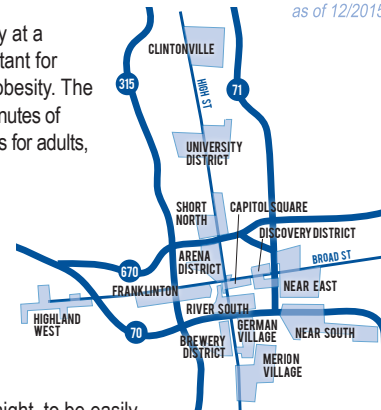 as of 12/2015
y at a
tant for
obesity. The
nutes of
s for adults,
CLINTONVILLE
315
HIGH ST
71
UNIVERSITY
DISTRICT
SHORT
NORTH
CAPITOL SQUARE
DISCOVERY DISTRICT
ARENA
DISTRICT
BROAD ST
670
FRANKLINTON
NEAR EAST
HIGHLAND
WEST
RIVER SOUTH
70
GERMAN
VILLAGE
NEAR SOUTH
BREWERY
DISTRICT
MERION
VILLAGE
ight, to be easily